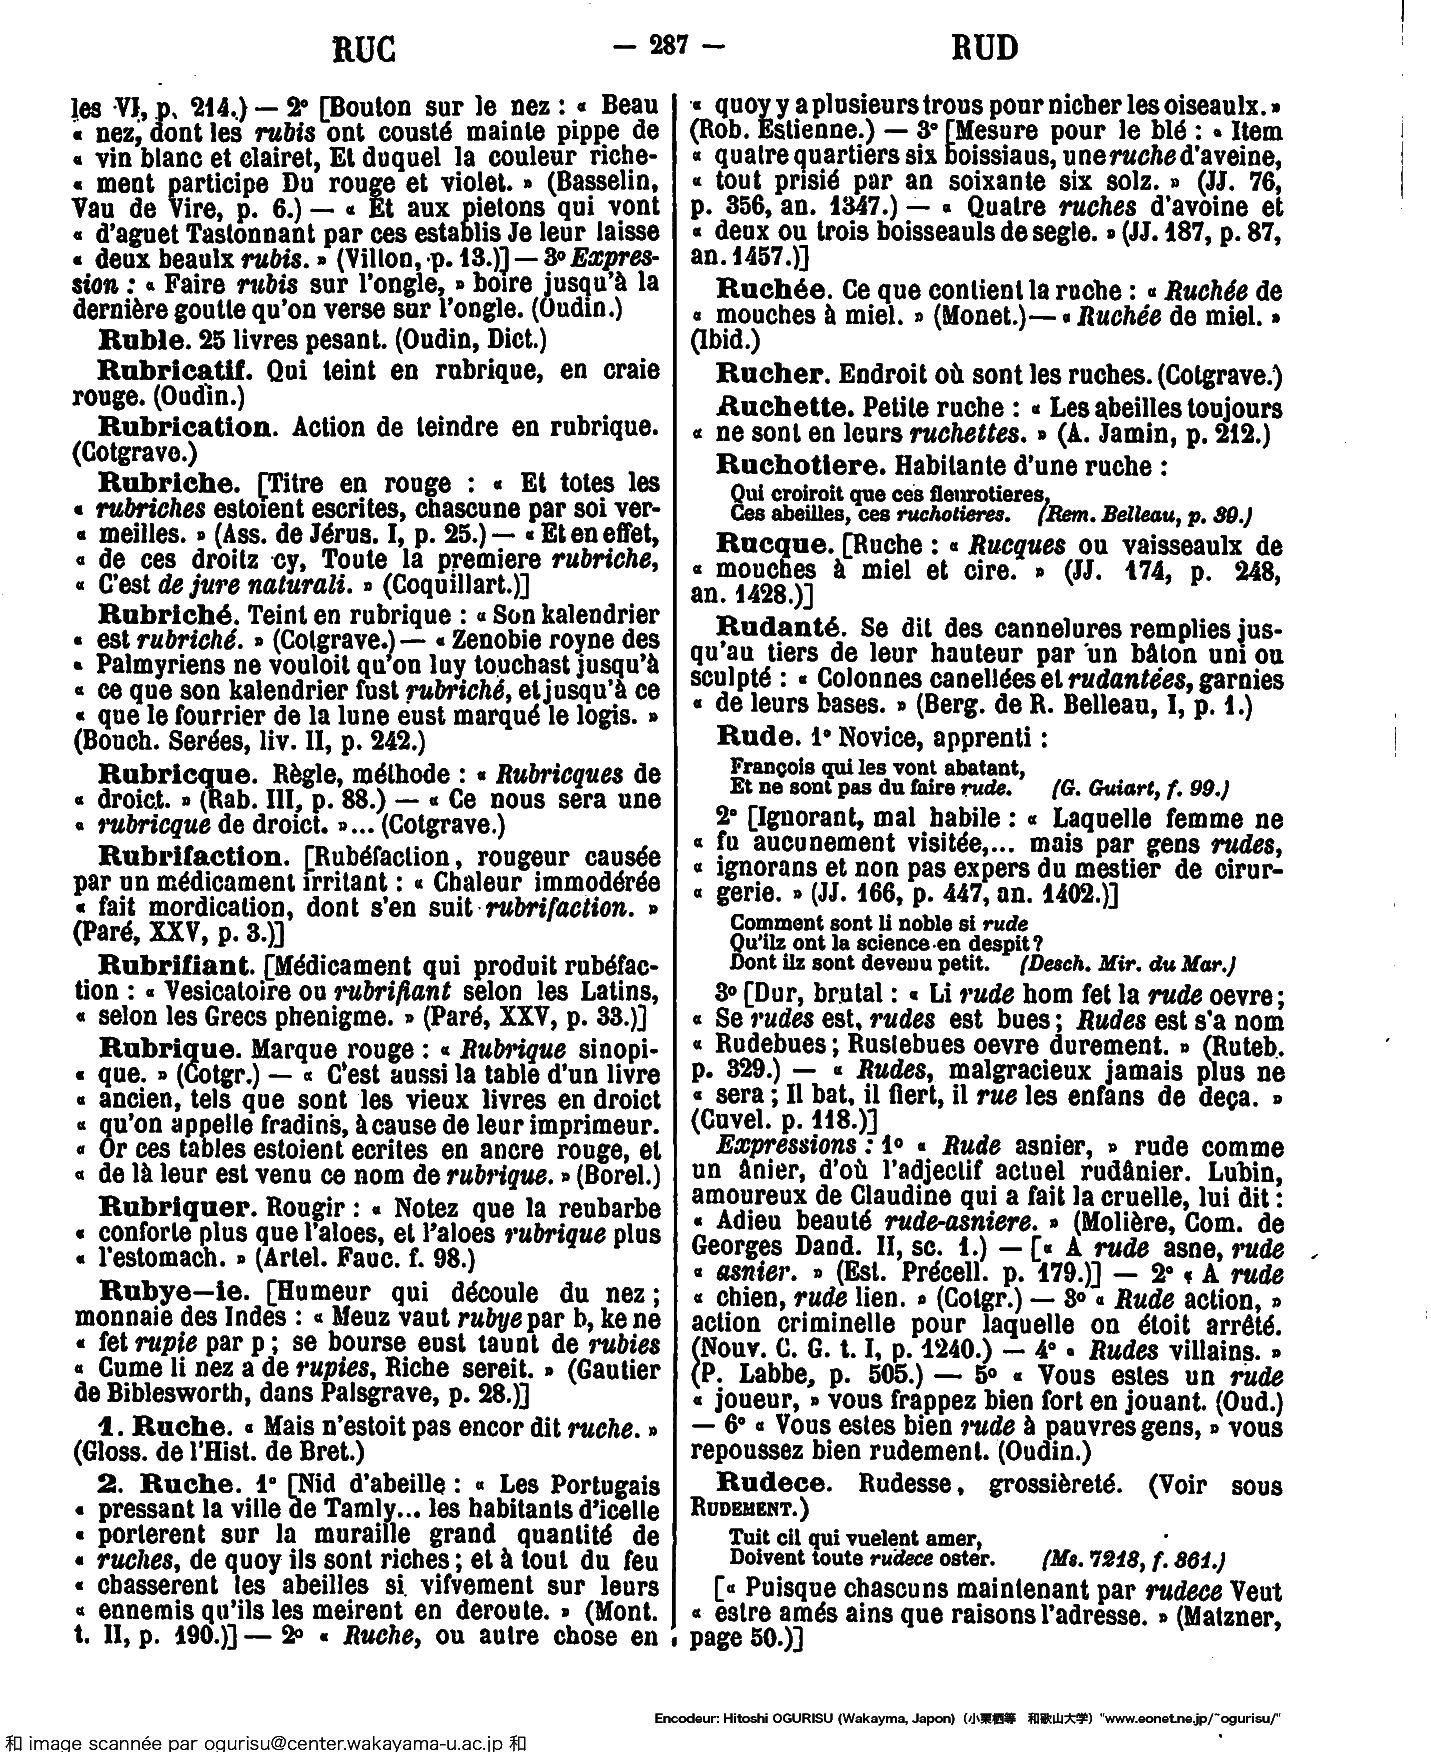 RUC — 287 — RUD
les VI, p. 214.) — 2° [Bouton sur le nez : « Beau
« nez, dont les rubis ont cousté mainte pippe de
« vin blanc et clairet, Et duquel la couleur riche-
« ment participe Du rouge et violet. » (Basselin,
Vau de Vire, p. 6.) — « Et aux pietons qui vont
« d'aguet Tastonnant par ces establis Je leur laisse
« deux beaulx rubis. » (Villon, p. 13.)] — 3° Expres-
sion : « Faire rubis sur l'ongle, » boire jusqu'à la
dernière goutte qu'on verse sur l'ongle. (Oudin.)
Ruble. 25 livres pesant. (Oudin, Dict.)
Rubricatif. Qui teint en rubrique, en craie
rouge. (Oudin.)
Rubrication. Action de teindre en rubrique.
(Cotgrave.)
Rubriche. [Titre en rouge : « Et totes les
« rubriches estoient escrites, chascune par soi ver-
« meilles. » (Ass. de Jérus. I, p. 25.) — « Et en effet,
« de ces droitz cy, Toute la premiere rubriche,
« C'est de jure naturali. » (Coquillart.)]
Rubriché. Teint en rubrique : « Son kalendrier
« est rubriché. » (Cotgrave.) — « Zenobie royne des
« Palmyriens ne vouloit qu'on luy touchast jusqu'à
« ce que son kalendrier fust rubriché, et jusqu'à ce
« que le fourrier de la lune eust marqué le logis. »
(Bouch. Serées, liv. II, p. 242.)
Rubricque. Règle, méthode : « Rubricques de
« droict. » (Rab. III, p. 88.) — « Ce nous sera une
« rubricque de droict. »... (Cotgrave.)
Rubrifaction. [Rubéfaction, rougeur causée
par un médicament irritant : « Chaleur immodérée
« fait mordication, dont s'en suit rubrifaction. »
(Paré, XXV, p. 3.)]
Rubrifiant. [Médicament qui produit rubéfac-
tion : « Vesicatoire ou rubrifiant selon les Latins,
« selon les Grecs phenigme. » (Paré, XXV, p. 33.)]
Rubrique. Marque rouge : « Rubrique sinopi-
« que. » (Cotgr.) — « C'est aussi la table d'un livre
« ancien, tels que sont les vieux livres en droict
« qu'on appelle fradins, à cause de leur imprimeur.
« Or ces tables estoient ecrites en ancre rouge, et
« de là leur est venu ce nom de rubrique. » (Borel.)
Rubriquer. Rougir : « Notez que la reubarbe
« conforte plus que l'aloes, et l'aloes rubrique plus
« l'estomach. » (Artel. Fauc. f. 98.)
Rubye—ie. [Humeur qui découle du nez ;
monnaie des Indes : « Meuz vaut rubye par b, ke ne
« fet rupie par p ; se bourse eust taunt de rubies
« Cume li nez a de rupies, Riche sereit. » (Gautier
de Biblesworth, dans Palsgrave, p. 28.)]
1. Ruche. « Mais n'estoit pas encor dit ruche. »
(Gloss. de l'Hist. de Bret.)
2. Ruche. 1° [Nid d'abeille : « Les Portugais
« pressant la ville de Tamly... les habitants d'icelle
« porterent sur la muraille grand quantité de
« ruches, de quoy ils sont riches ; et à tout du feu
« chasserent les abeilles si vifvement sur leurs
« ennemis qu'ils les meirent en deroute. » (Mont.
t. II, p. 190.)] — 2° « Ruche, ou autre chose en
« quoy y a plusieurs trous pour nicher les oiseaulx. »
(Rob. Estienne.) — 3° [Mesure pour le blé : « Item
« quatre quartiers six boissiaus, une ruche d'aveine,
« tout prisié par an soixante six solz. » (JJ. 76,
p. 356, an. 1347.) — « Quatre ruches d'avoine et
« deux ou trois boisseauls de segle. » (JJ. 187, p. 87,
an. 1457.)]
Ruchée. Ce que contient la ruche : « Ruchée de
« mouches à miel. » (Monet.) — « Ruchée de miel. »
(Ibid.)
Rucher. Endroit où sont les ruches. (Cotgrave.)
Ruchette. Petite ruche : « Les abeilles toujours
« ne sont en leurs ruchettes. » (A. Jamin, p. 212.)
Ruchotiere. Habitante d'une ruche :
Qui croiroit que ces fleurotieres,
Ces abeilles, ces ruchotieres. (Rem. Belleau, p. 39.)
Rucque. [Ruche : « Rucques ou vaisseaulx de
« mouches à miel et cire. » (JJ. 174, p. 248,
an. 1428.)]
Rudanté. Se dit des cannelures remplies jus-
qu'au tiers de leur hauteur par un bâton uni ou
sculpté : « Colonnes canellées et rudantées, garnies
« de leurs bases. » (Berg. de R. Belleau, I, p. 1.)
Rude. 1° Novice, apprenti :
François qui les vont abatant,
Et ne sont pas du faire rude. (G. Guiart, f. 99.)
2° [Ignorant, mal habile : « Laquelle femme ne
« fu aucunement visitée,... mais par gens rudes,
« ignorans et non pas expers du mestier de cirur-
« gerie. » (JJ. 166, p. 447, an. 1402.)]
Comment sont li noble si rude
Qu'ilz ont la science en despit ?
Dont ilz sont devenu petit. (Desch. Mir. du Mar.)
3° [Dur, brutal : « Li rude hom fet la rude oevre ;
« Se rudes est, rudes est bues ; Rudes est s'a nom
« Rudebues ; Rustebues oevre durement. » (Ruteb.
p. 329.) — « Rudes, malgracieux jamais plus ne
« sera ; Il bat, il fiert, il rue les enfans de deça. »
(Cuvel. p. 118.)]
Expressions : 1° « Rude asnier, » rude comme
un ânier, d'où l'adjectif actuel rudânier. Lubin,
amoureux de Claudine qui a fait la cruelle, lui dit :
« Adieu beauté rude-asniere. » (Molière, Com. de
Georges Dand. II, sc. 1.) — [« A rude asne, rude
« asnier. » (Est. Précell. p. 179.)] — 2° « A rude
« chien, rude lien. » (Cotgr.) — 3° « Rude action, »
action criminelle pour laquelle on étoit arrêté.
(Nouv. C. G. t. I, p. 1240.) — 4° « Rudes villains. »
(P. Labbe, p. 505.) — 5° « Vous estes un rude
« joueur, » vous frappez bien fort en jouant. (Oud.)
— 6° « Vous estes bien rude à pauvres gens, » vous
repoussez bien rudement. (Oudin.)
Rudece. Rudesse, grossièreté. (Voir sous
RUDEMENT.)
Tuit cil qui vuelent amer,
Doivent toute rudece oster. (Ms. 7218, f. 861.)
[« Puisque chascuns maintenant par rudece Veut
« estre amés ains que raisons l'adresse. » (Matzner,
page 50.)]
Encodeur: Hitoshi OGURISU (Wakayma, Japon) (小栗栖等 和歌山大学) "www.eonet.ne.jp/~ogurisu/"
和 image scannée par ogurisu@center.wakayama-u.ac.jp 和